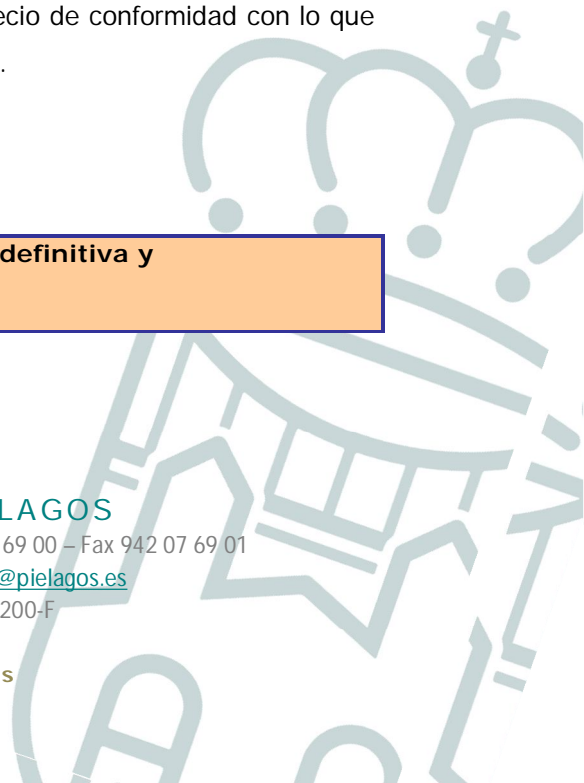 ecio de conformidad con lo que
.
definitiva y
LAGOS
69 00 – Fax 942 07 69 01
@pielagos.es
200-F
s